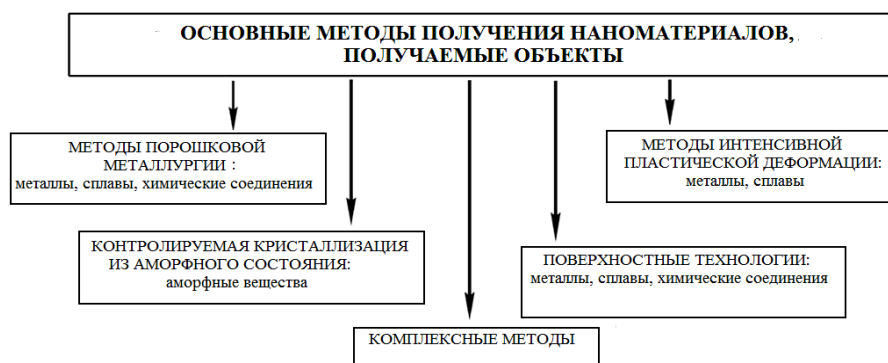 ОСНОВНЫЕ МЕТОДЫ ПОЛУЧЕНИЯ НАНОМАТЕРИАЛОВ,
ПОЛУЧАЕМЫЕ ОБЪЕКТЫ
МЕТОДЫ ПОРОШКОВОЙ
МЕТАЛЛУРГИИ :
металлы, сплавы, химические соединения
МЕТОДЫ ИНТЕНСИВНОЙ
ПЛАСТИЧЕСКОЙ ДЕФОРМАЦИИ:
металлы, сплавы
КОНТРОЛИРУЕМАЯ КРИСТАЛЛИЗАЦИЯ
ИЗ АМОРФНОГО СОСТОЯНИЯ:
аморфные вещества
ПОВЕРХНОСТНЫЕ ТЕХНОЛОГИИ:
металлы, сплавы, химические соединения
КОМПЛЕКСНЫЕ МЕТОДЫ